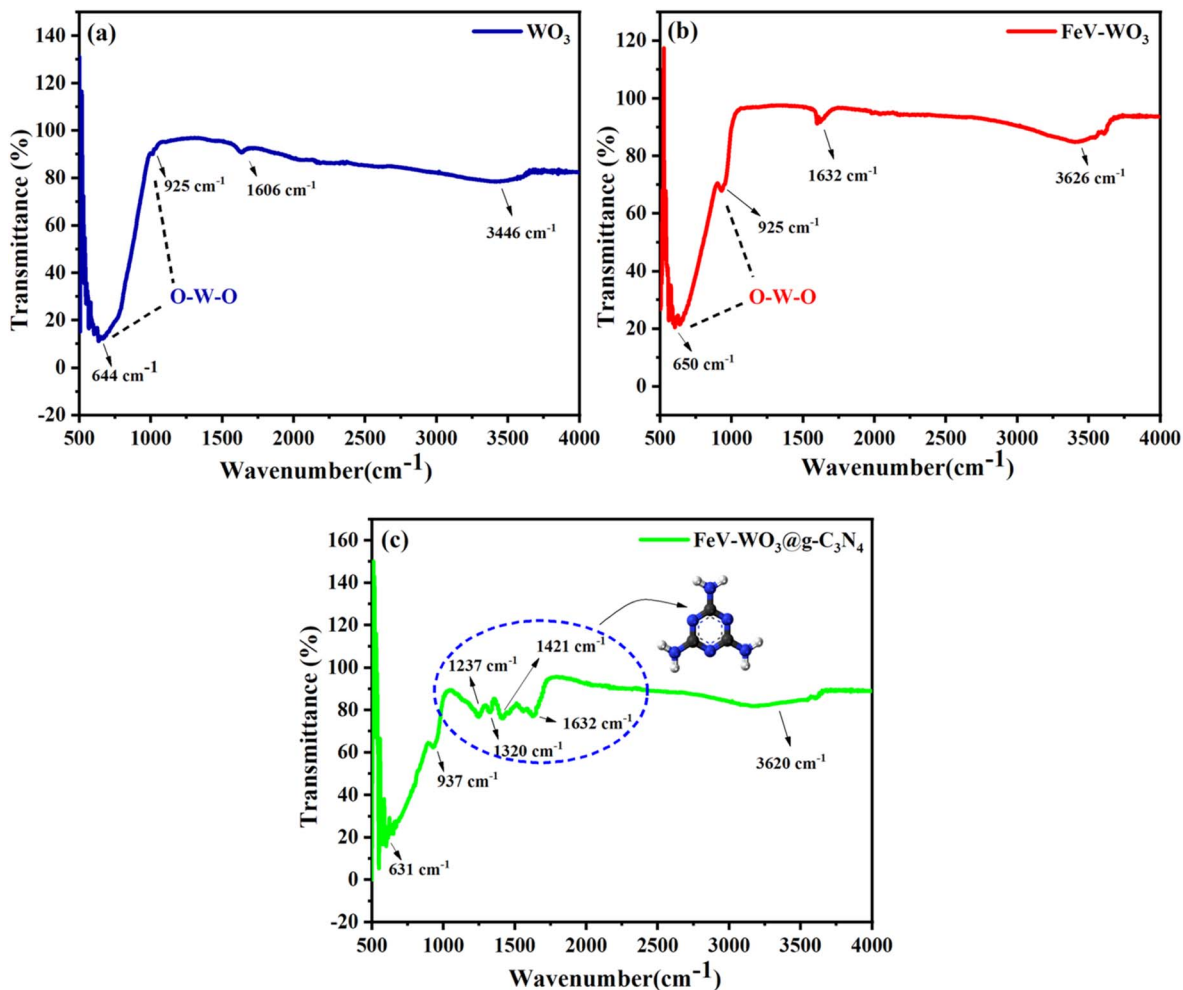 (a)
WO₃
Transmittance (%)
140
120
100
80
60
40
20
0
-20
925 cm⁻¹
1606 cm⁻¹
3446 cm⁻¹
O-W-O
644 cm⁻¹
500 1000 1500 2000 2500 3000 3500 4000
Wavenumber(cm⁻¹)
(b)
FeV-WO₃
Transmittance (%)
120
100
80
60
40
20
0
1632 cm⁻¹
3626 cm⁻¹
925 cm⁻¹
O-W-O
650 cm⁻¹
500 1000 1500 2000 2500 3000 3500 4000
Wavenumber(cm⁻¹)
(c)
FeV-WO₃@g-C₃N₄
Transmittance (%)
160
140
120
100
80
60
40
20
0
-20
1237 cm⁻¹
1421 cm⁻¹
1632 cm⁻¹
1320 cm⁻¹
937 cm⁻¹
3620 cm⁻¹
631 cm⁻¹
500 1000 1500 2000 2500 3000 3500 4000
Wavenumber(cm⁻¹)